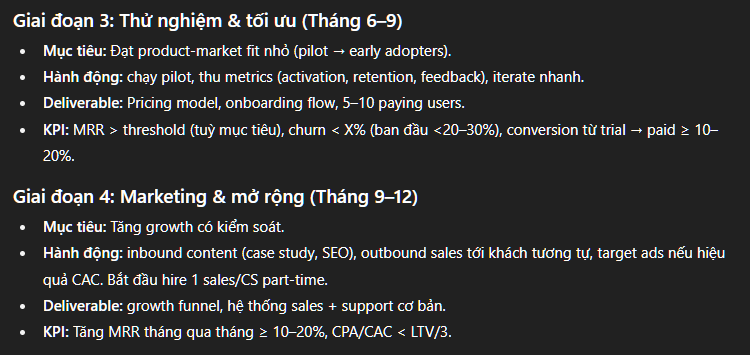 Giai đoạn 3: Thử nghiệm & tối ưu (Tháng 6–9)
• Mục tiêu: Đạt product-market fit nhỏ (pilot → early adopters).
• Hành động: chạy pilot, thu metrics (activation, retention, feedback), iterate nhanh.
• Deliverable: Pricing model, onboarding flow, 5–10 paying users.
• KPI: MRR > threshold (tuỳ mục tiêu), churn < X% (ban đầu <20–30%), conversion từ trial → paid ≥ 10–
20%.
Giai đoạn 4: Marketing & mở rộng (Tháng 9–12)
• Mục tiêu: Tăng growth có kiểm soát.
• Hành động: inbound content (case study, SEO), outbound sales tới khách tương tự, target ads nếu hiệu
quả CAC. Bắt đầu hire 1 sales/CS part-time.
• Deliverable: growth funnel, hệ thống sales + support cơ bản.
• KPI: Tăng MRR tháng qua tháng ≥ 10–20%, CPA/CAC < LTV/3.